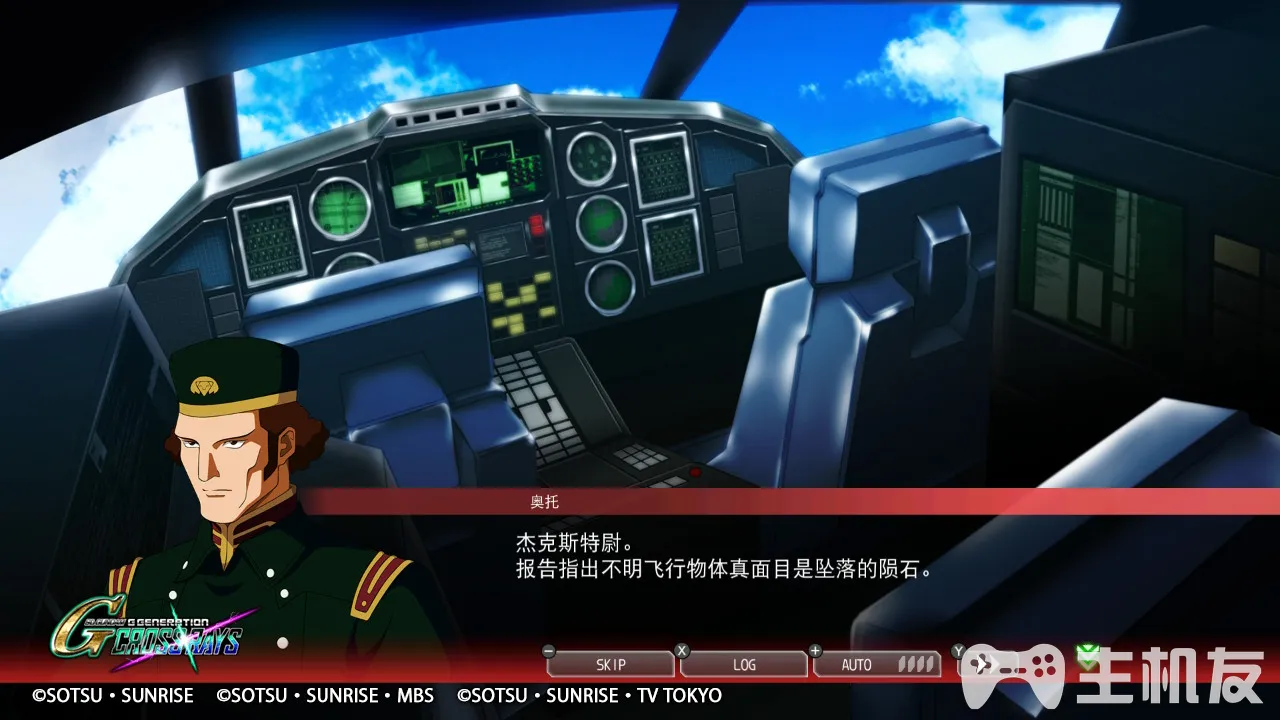 奥托
杰克斯特尉。
报告指出不明飞行物体真面目是坠落的陨石。
G GENERATION
CROSSRAYS
− SKIP X LOG + AUTO Y
©SOTSU・SUNRISE ©SOTSU・SUNRISE・MBS ©SOTSU・SUNRISE・TV TOKYO
主机友